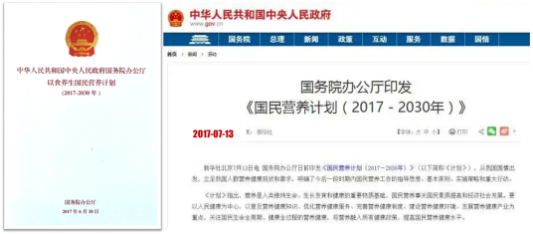 中华人民共和国中央人民政府国务院办公厅
以食养生国民营养计划
(2017-2030年)
国务院办公厅
2017年6月30日
中华人民共和国中央人民政府
www.gov.cn
国务院 总理 新闻 政策 互动 服务 数据 国情
首页 > 新闻 >
国务院办公厅印发
《国民营养计划（2017－2030年）》
2017-07-13
新华社
【字体：大 中 小】 打印
新华社北京7月13日电 国务院办公厅日前印发《国民营养计划（2017－2030年）》（以下简称《计划》），从我国国情出
发，立足我国人群营养健康现状和需求，明确了今后一段时期内国民营养工作的指导思想、基本原则、实施策略和重大行动。
《计划》指出，营养是人类维持生命、生长发育和健康的重要物质基础，国民营养事关国民素质提高和经济社会发展。要
以人民健康为中心，以普及营养健康知识、优化营养健康服务、完善营养健康制度、建设营养健康环境、发展营养健康产业为
重点，关注国民生命全周期、健康全过程的营养健康，将营养融入所有健康政策，提高国民营养健康水平。